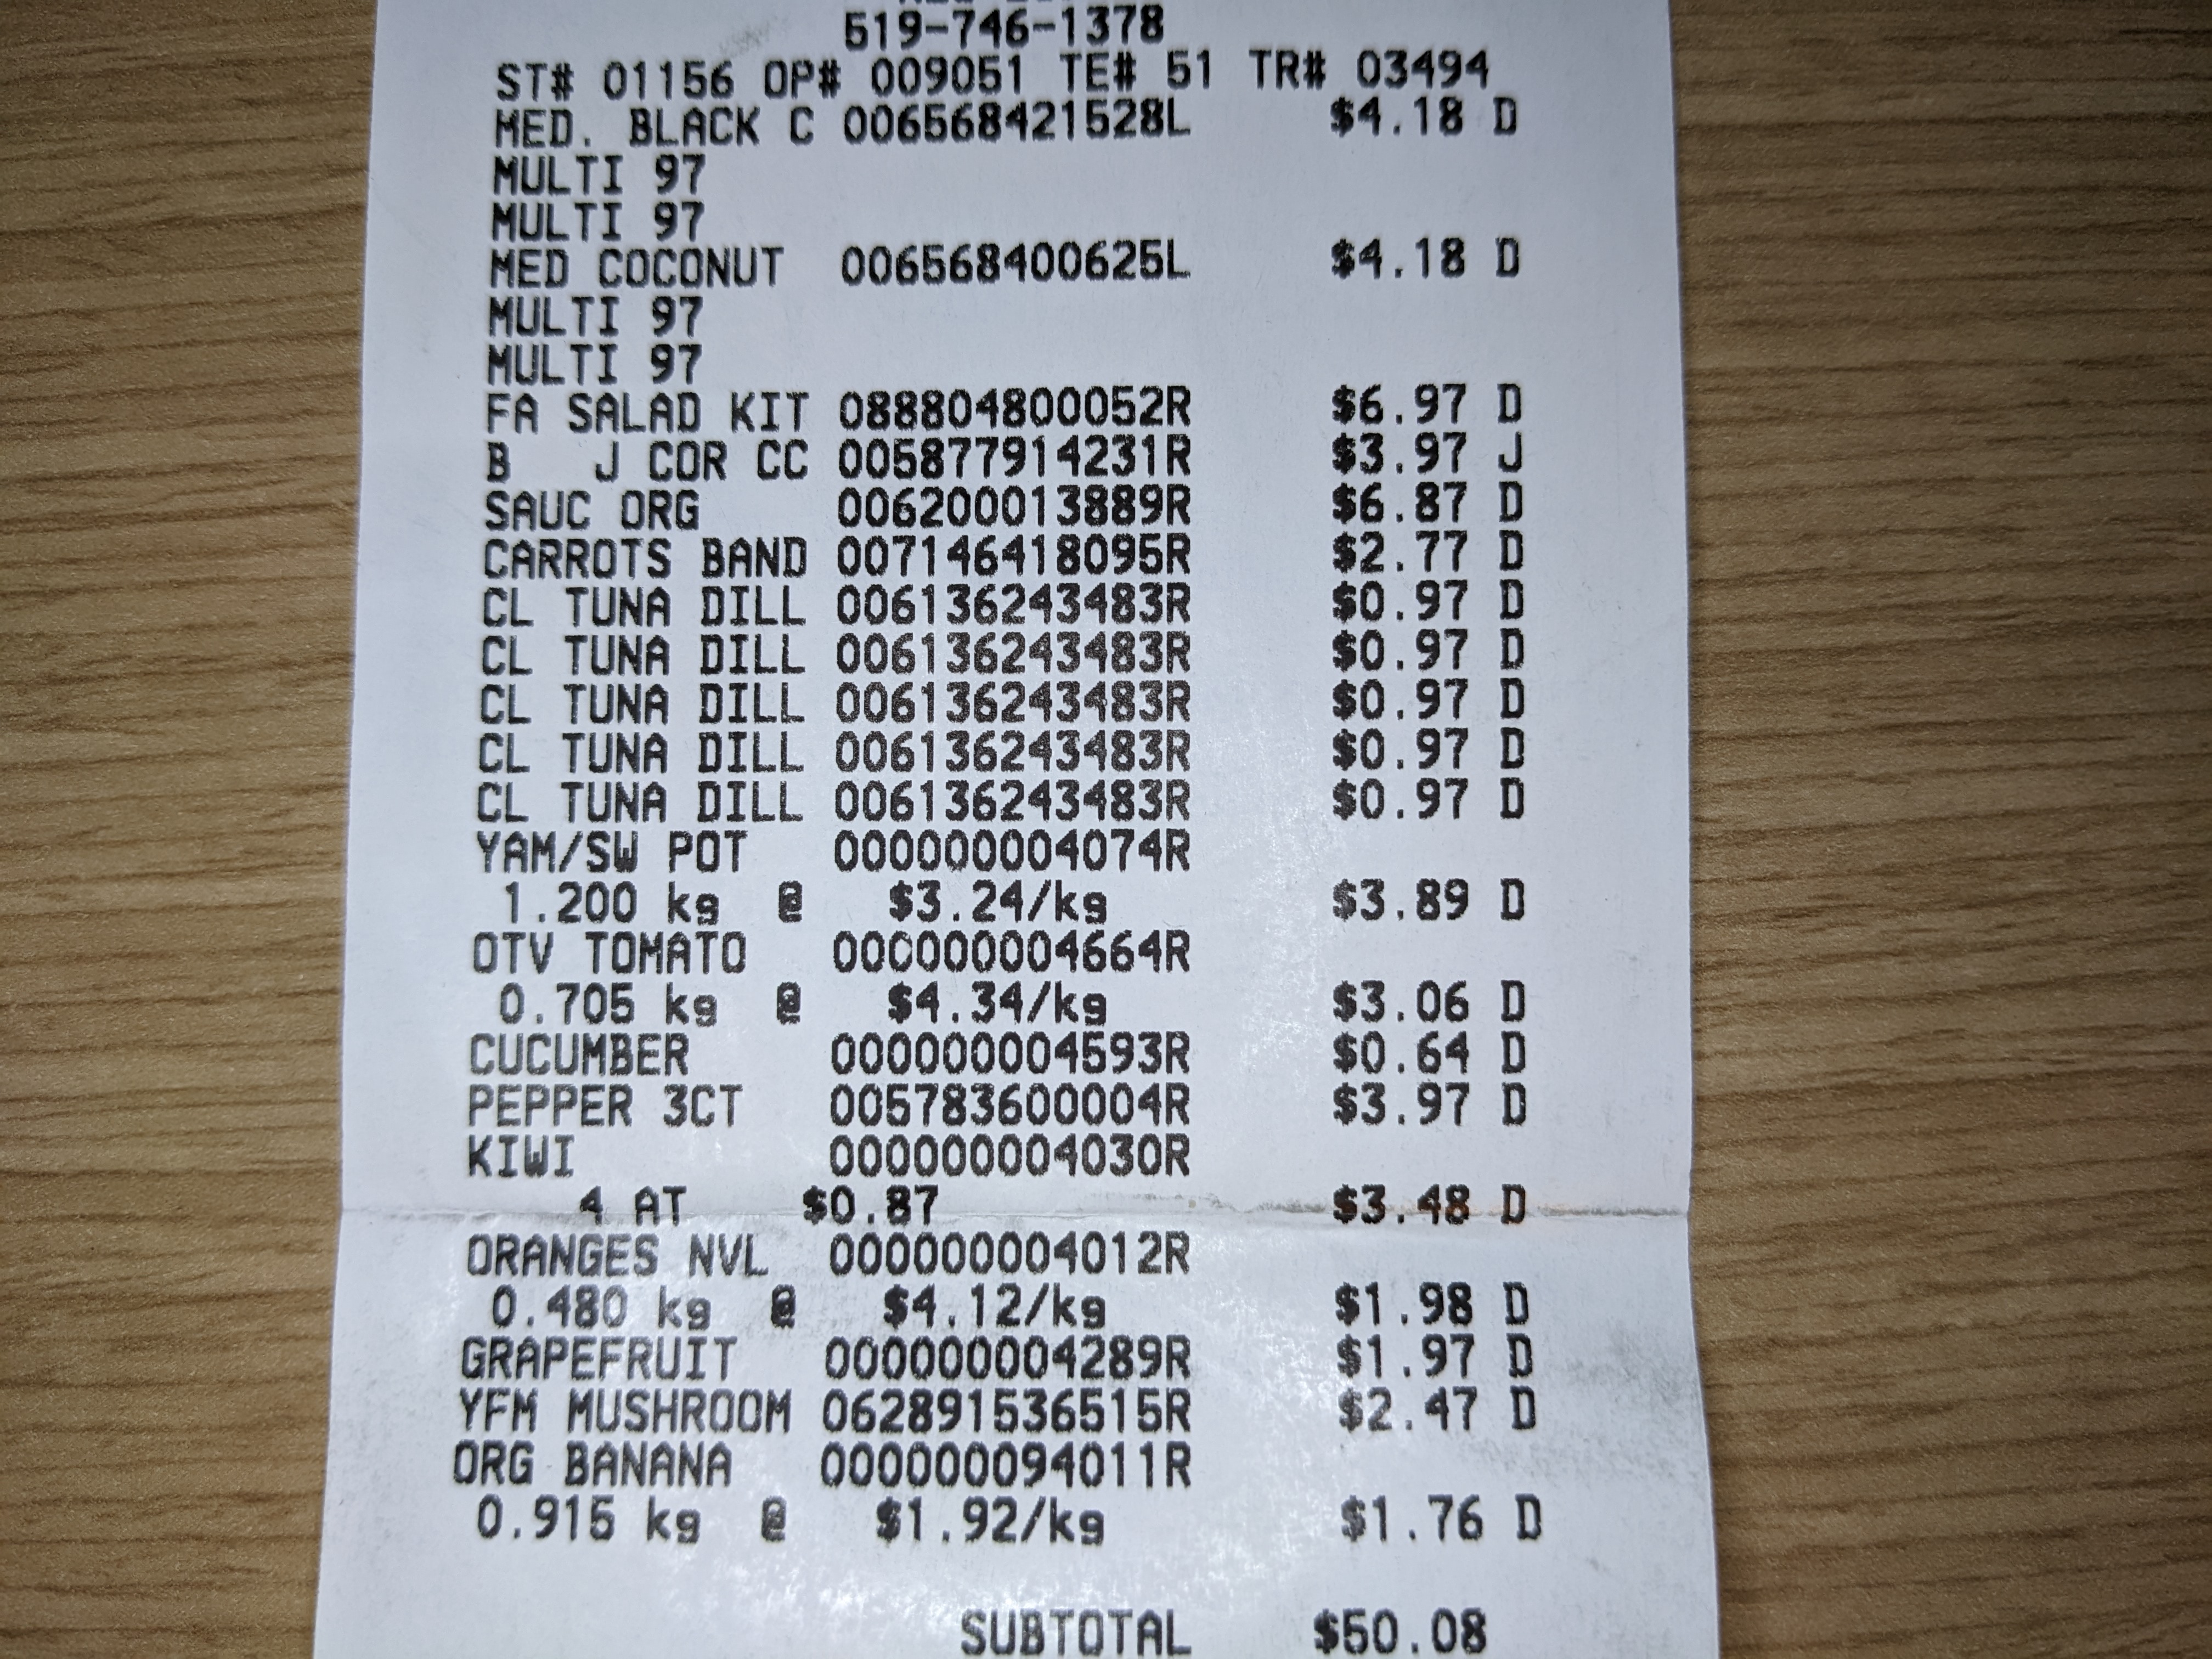 519-746-1378
ST# 01156 OP# 009051 TE# 51 TR# 03494
MED. BLACK C 006568421528L $4.18 D
MULTI 97
MULTI 97
MED COCONUT 006568400625L $4.18 D
MULTI 97
MULTI 97
FA SALAD KIT 088804800052R $6.97 D
B J COR CC 005877914231R $3.97 J
SAUC ORG 006200013889R $6.87 D
CARROTS BAND 007146418095R $2.77 D
CL TUNA DILL 006136243483R $0.97 D
CL TUNA DILL 006136243483R $0.97 D
CL TUNA DILL 006136243483R $0.97 D
CL TUNA DILL 006136243483R $0.97 D
CL TUNA DILL 006136243483R $0.97 D
YAM/SW POT 000000004074R
1.200 kg @ $3.24/kg $3.89 D
OTV TOMATO 000000004664R
0.705 kg @ $4.34/kg $3.06 D
CUCUMBER 000000004593R $0.64 D
PEPPER 3CT 005783600004R $3.97 D
KIWI 000000004030R
4 AT $0.87 $3.48 D
ORANGES NVL 000000004012R
0.480 kg @ $4.12/kg $1.98 D
GRAPEFRUIT 000000004289R $1.97 D
YFM MUSHROOM 062891536515R $2.47 D
ORG BANANA 000000094011R
0.915 kg @ $1.92/kg $1.76 D
SUBTOTAL $50.08